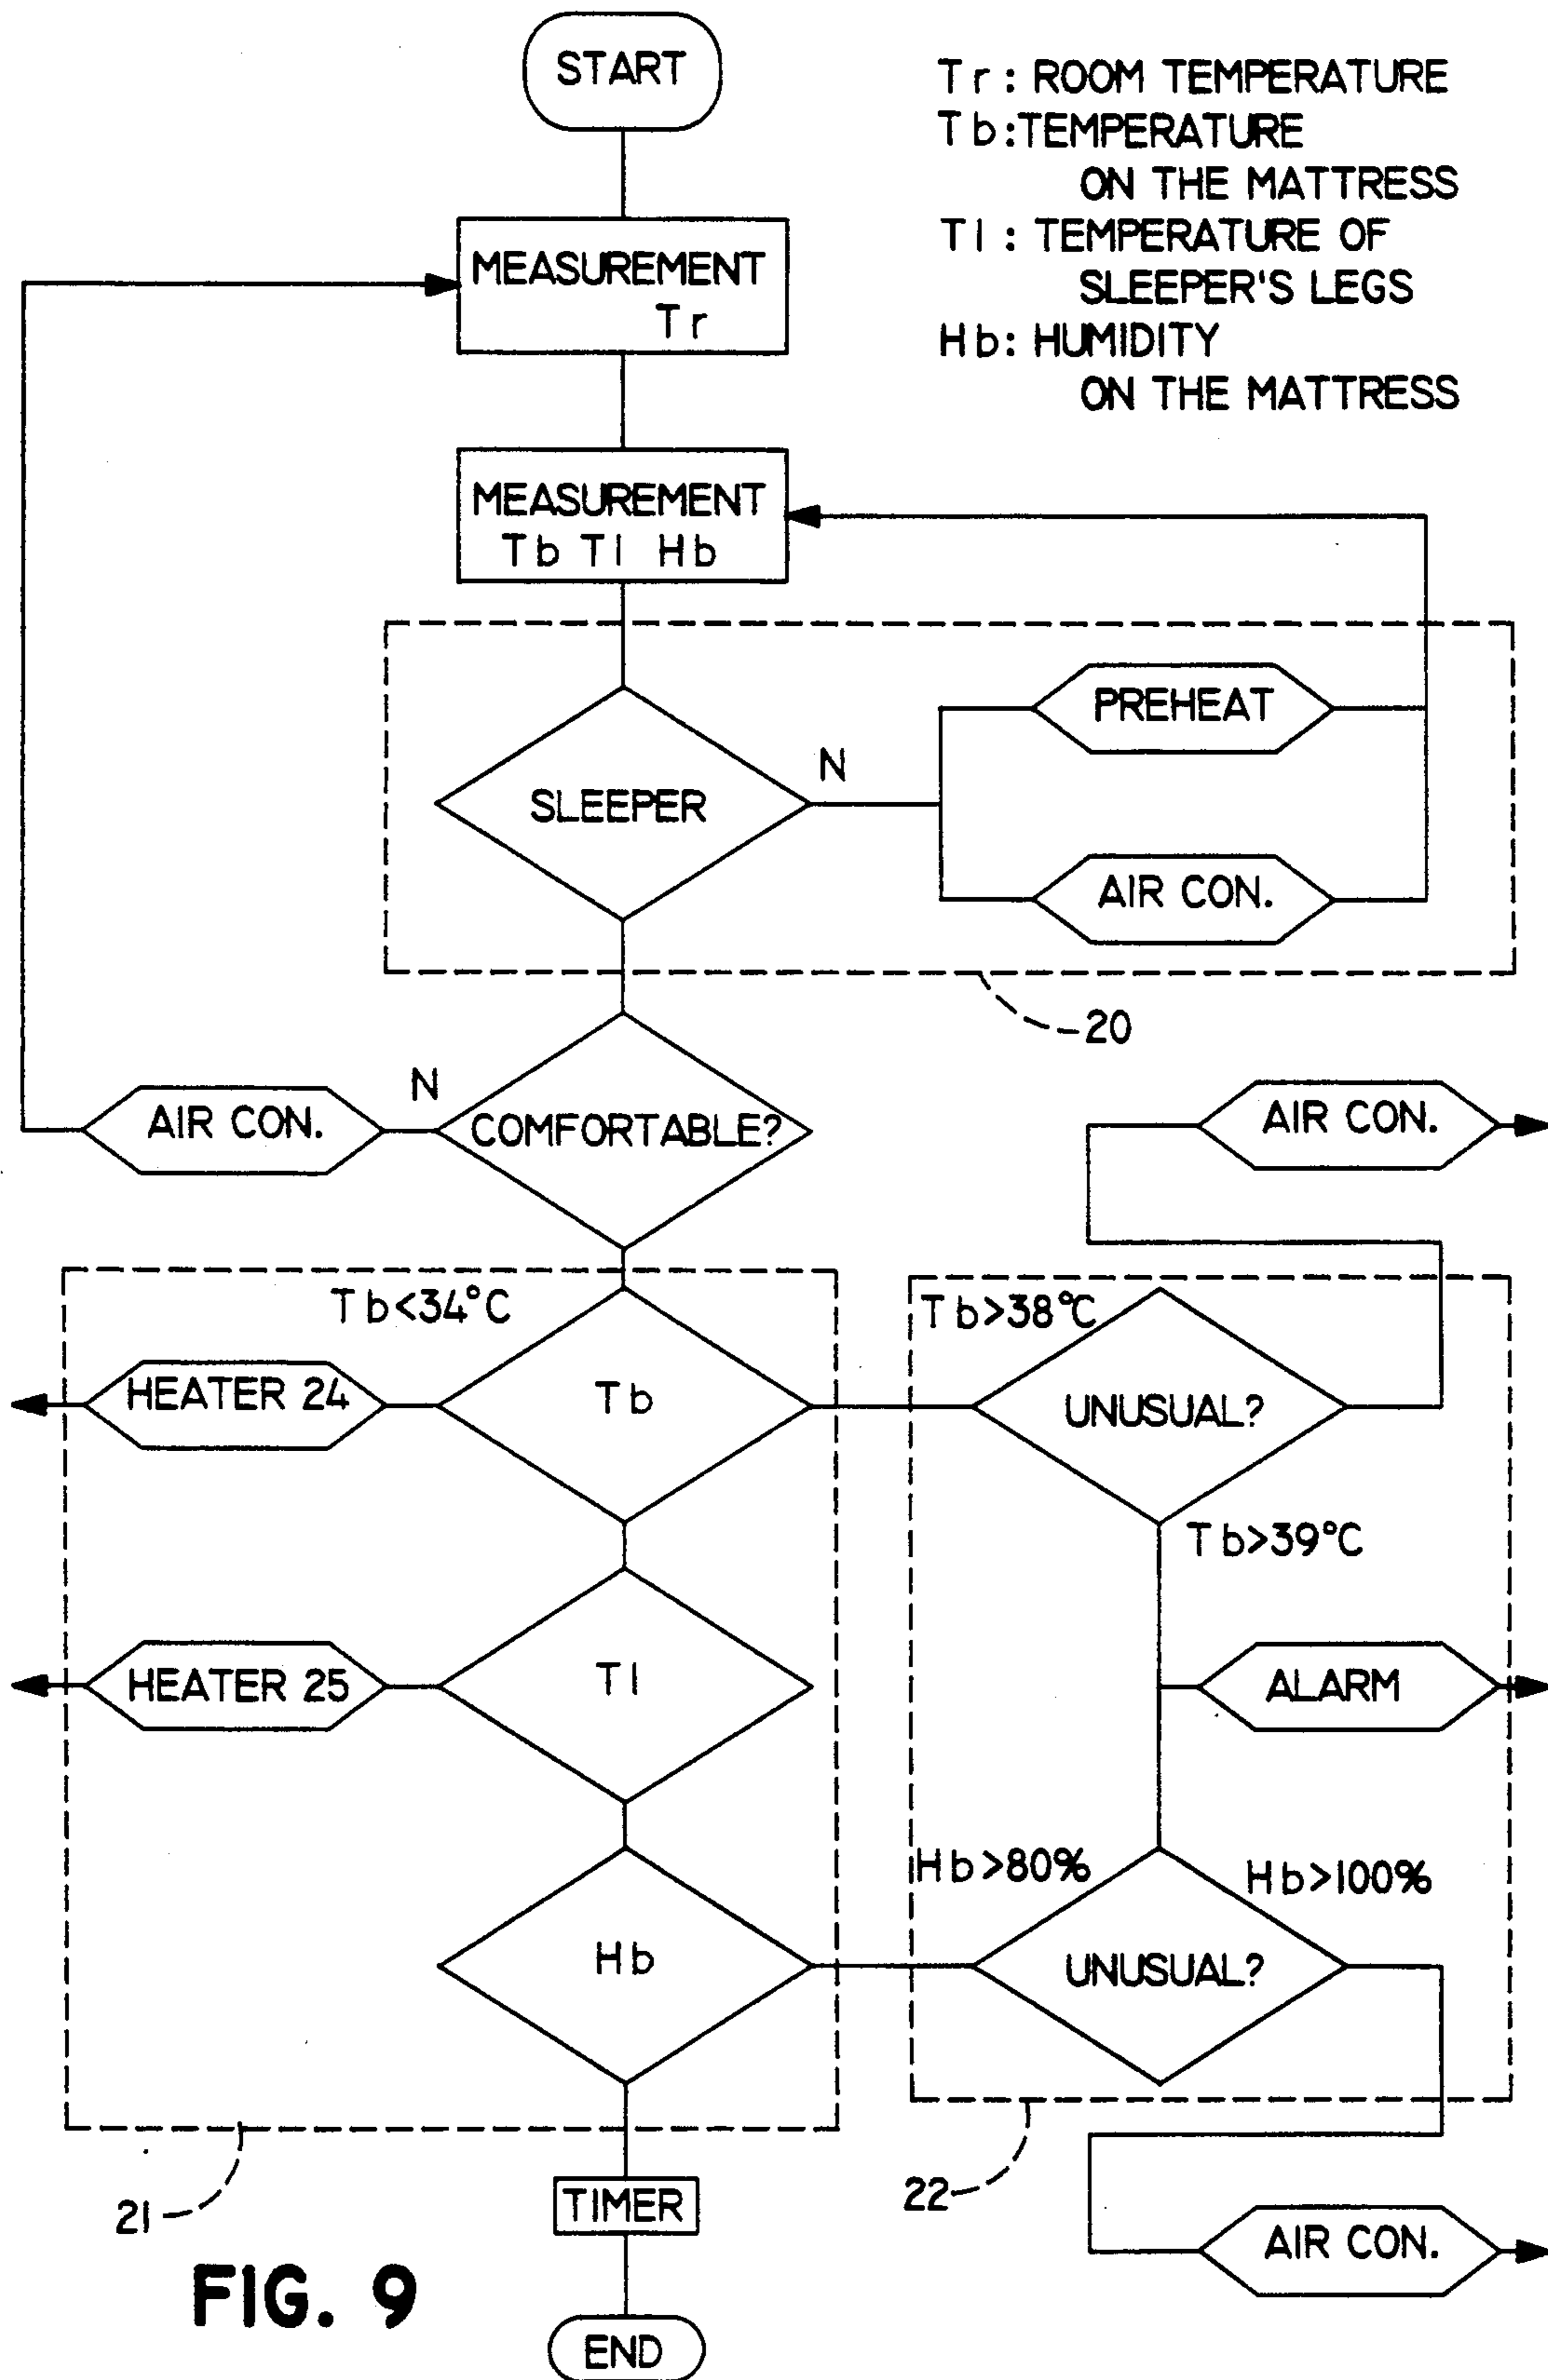 START
Tr: ROOM TEMPERATURE
Tb: TEMPERATURE
ON THE MATTRESS
Tl: TEMPERATURE OF
SLEEPER'S LEGS
Hb: HUMIDITY
ON THE MATTRESS
MEASUREMENT
Tr
MEASUREMENT
Tb Tl Hb
PREHEAT
N
SLEEPER
AIR CON.
20
N
AIR CON.
COMFORTABLE?
AIR CON.
Tb<34°C
Tb>38°C
HEATER 24
Tb
UNUSUAL?
Tb>39°C
HEATER 25
Tl
ALARM
Hb>80%
Hb>100%
Hb
UNUSUAL?
21
TIMER
22
AIR CON.
FIG. 9
END